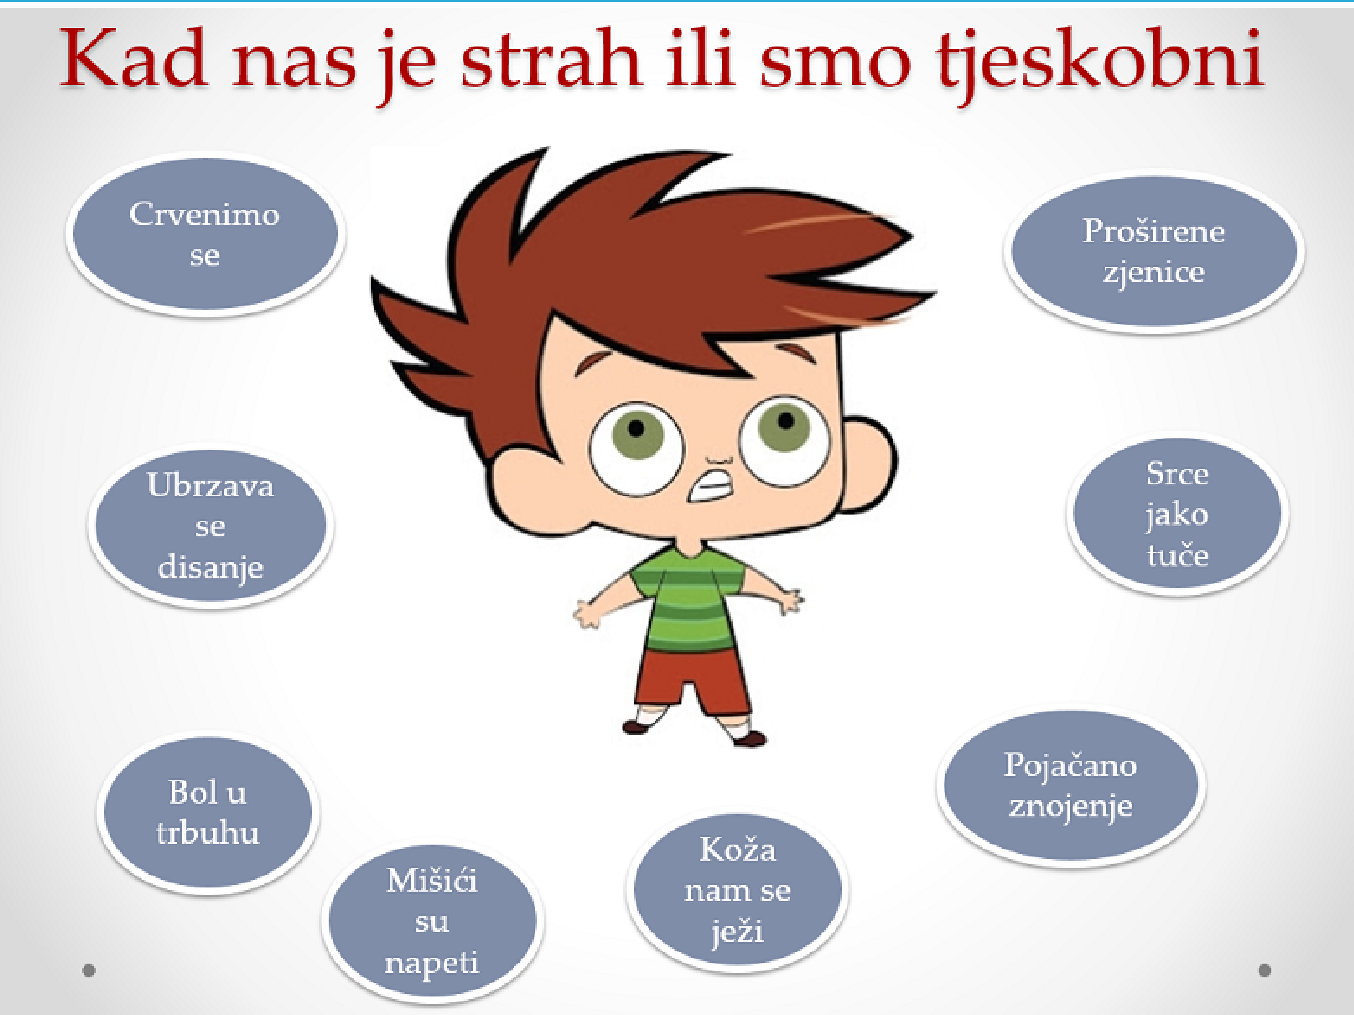 Kad nas je strah ili smo tjeskobni
Crvenimo
se
Proširene
zjenice
Ubrzava
se
disanje
Srce
jako
tuče
Bol u
trbuhu
Pojačano
znojenje
Mišići
su
napeti
Koža
nam se
ježi